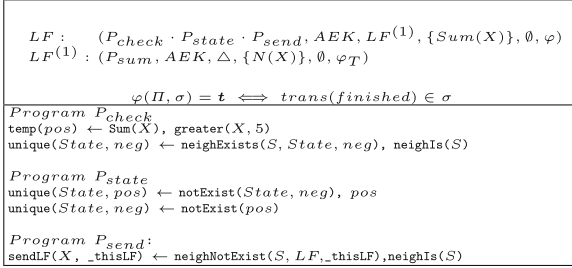 LF : (P_check · P_state · P_send, AEK, LF^(1), {Sum(X)}, ∅, φ)
LF^(1) : (P_sum, AEK, △, {N(X)}, ∅, φ_T)
φ(Π, σ) = t ⟺ trans(finished) ∈ σ
Program P_check
temp(pos) ← Sum(X), greater(X, 5)
unique(State, neg) ← neighExists(S, State, neg), neighIs(S)
Program P_state
unique(State, pos) ← notExist(State, neg), pos
unique(State, neg) ← notExist(pos)
Program P_send:
sendLF(X, _thisLF) ← neighNotExist(S, LF,_thisLF),neighIs(S)